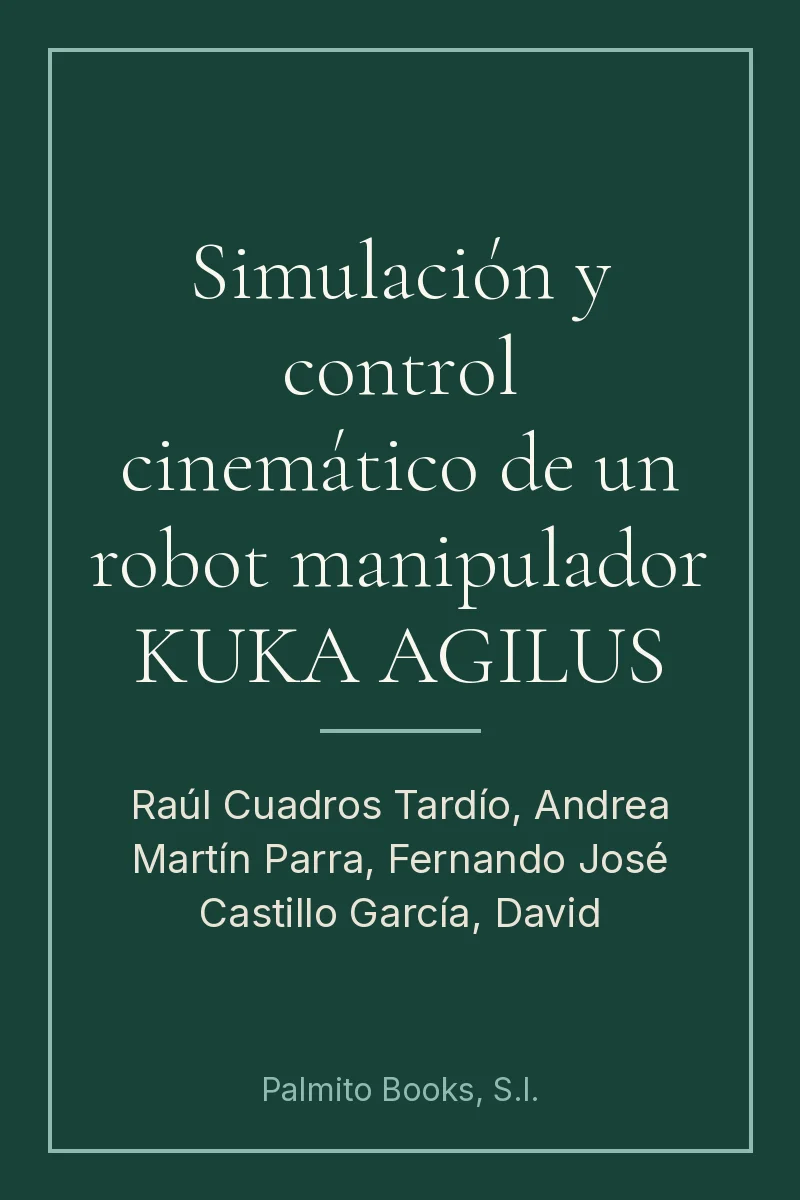 Simulación y
control
cinemático de un
robot manipulador
KUKA AGILUS
Raúl Cuadros Tardío, Andrea
Martín Parra, Fernando José
Castillo García, David
Palmito Books, S.l.